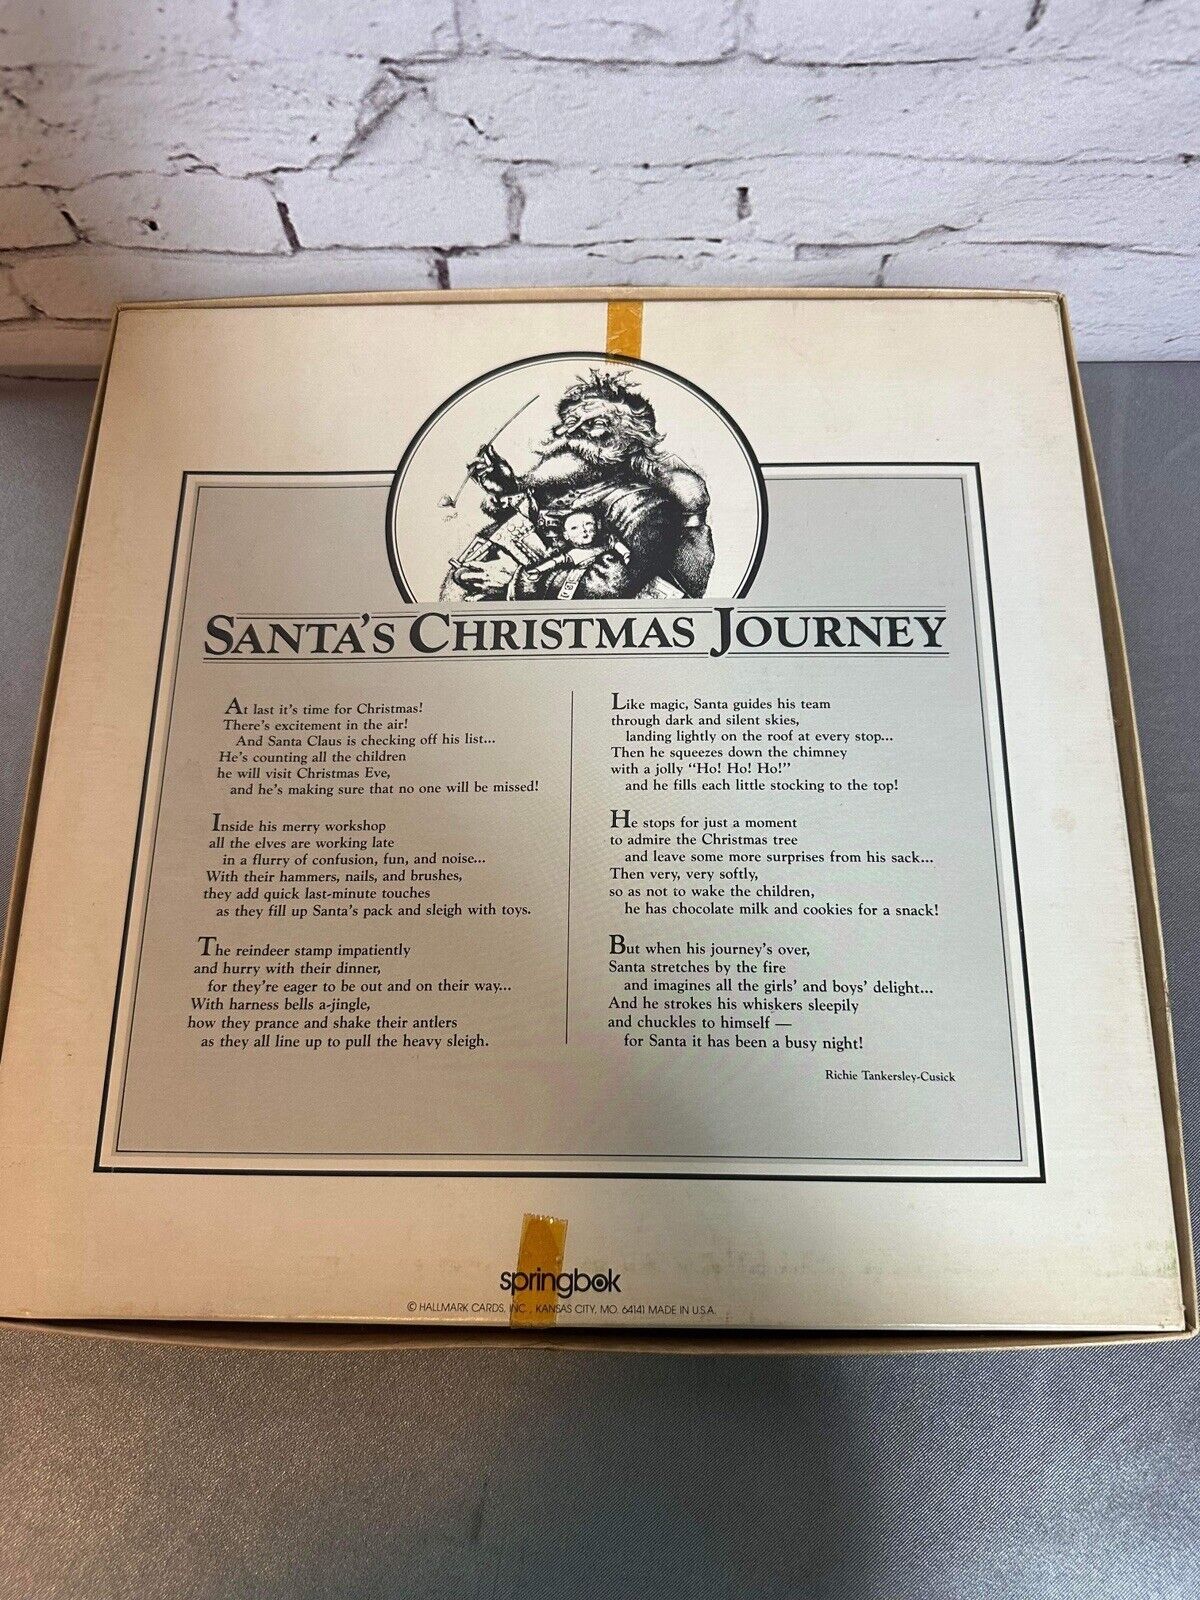 SANTA'S CHRISTMAS JOURNEY
At last it's time for Christmas!
There's excitement in the air!
And Santa Claus is checking off his list...
He's counting all the children
he will visit Christmas Eve,
and he's making sure that no one will be missed!
Inside his merry workshop
all the elves are working late
in a flurry of confusion, fun, and noise...
With their hammers, nails, and brushes,
they add quick last-minute touches
as they fill up Santa's pack and sleigh with toys.
The reindeer stamp impatiently
and hurry with their dinner,
for they're eager to be out and on their way...
With harness bells a-jingle,
how they prance and shake their antlers
as they all line up to pull the heavy sleigh.
Like magic, Santa guides his team
through dark and silent skies,
landing lightly on the roof at every stop...
Then he squeezes down the chimney
with a jolly "Ho! Ho! Ho!"
and he fills each little stocking to the top!
He stops for just a moment
to admire the Christmas tree
and leave some more surprises from his sack...
Then very, very softly,
so as not to wake the children,
he has chocolate milk and cookies for a snack!
But when his journey's over,
Santa stretches by the fire
and imagines all the girls' and boys' delight...
And he strokes his whiskers sleepily
and chuckles to himself —
for Santa it has been a busy night!
Richie Tankersley-Cusick
springbok
© HALLMARK CARDS, INC., KANSAS CITY, MO. 64141 MADE IN U.S.A.